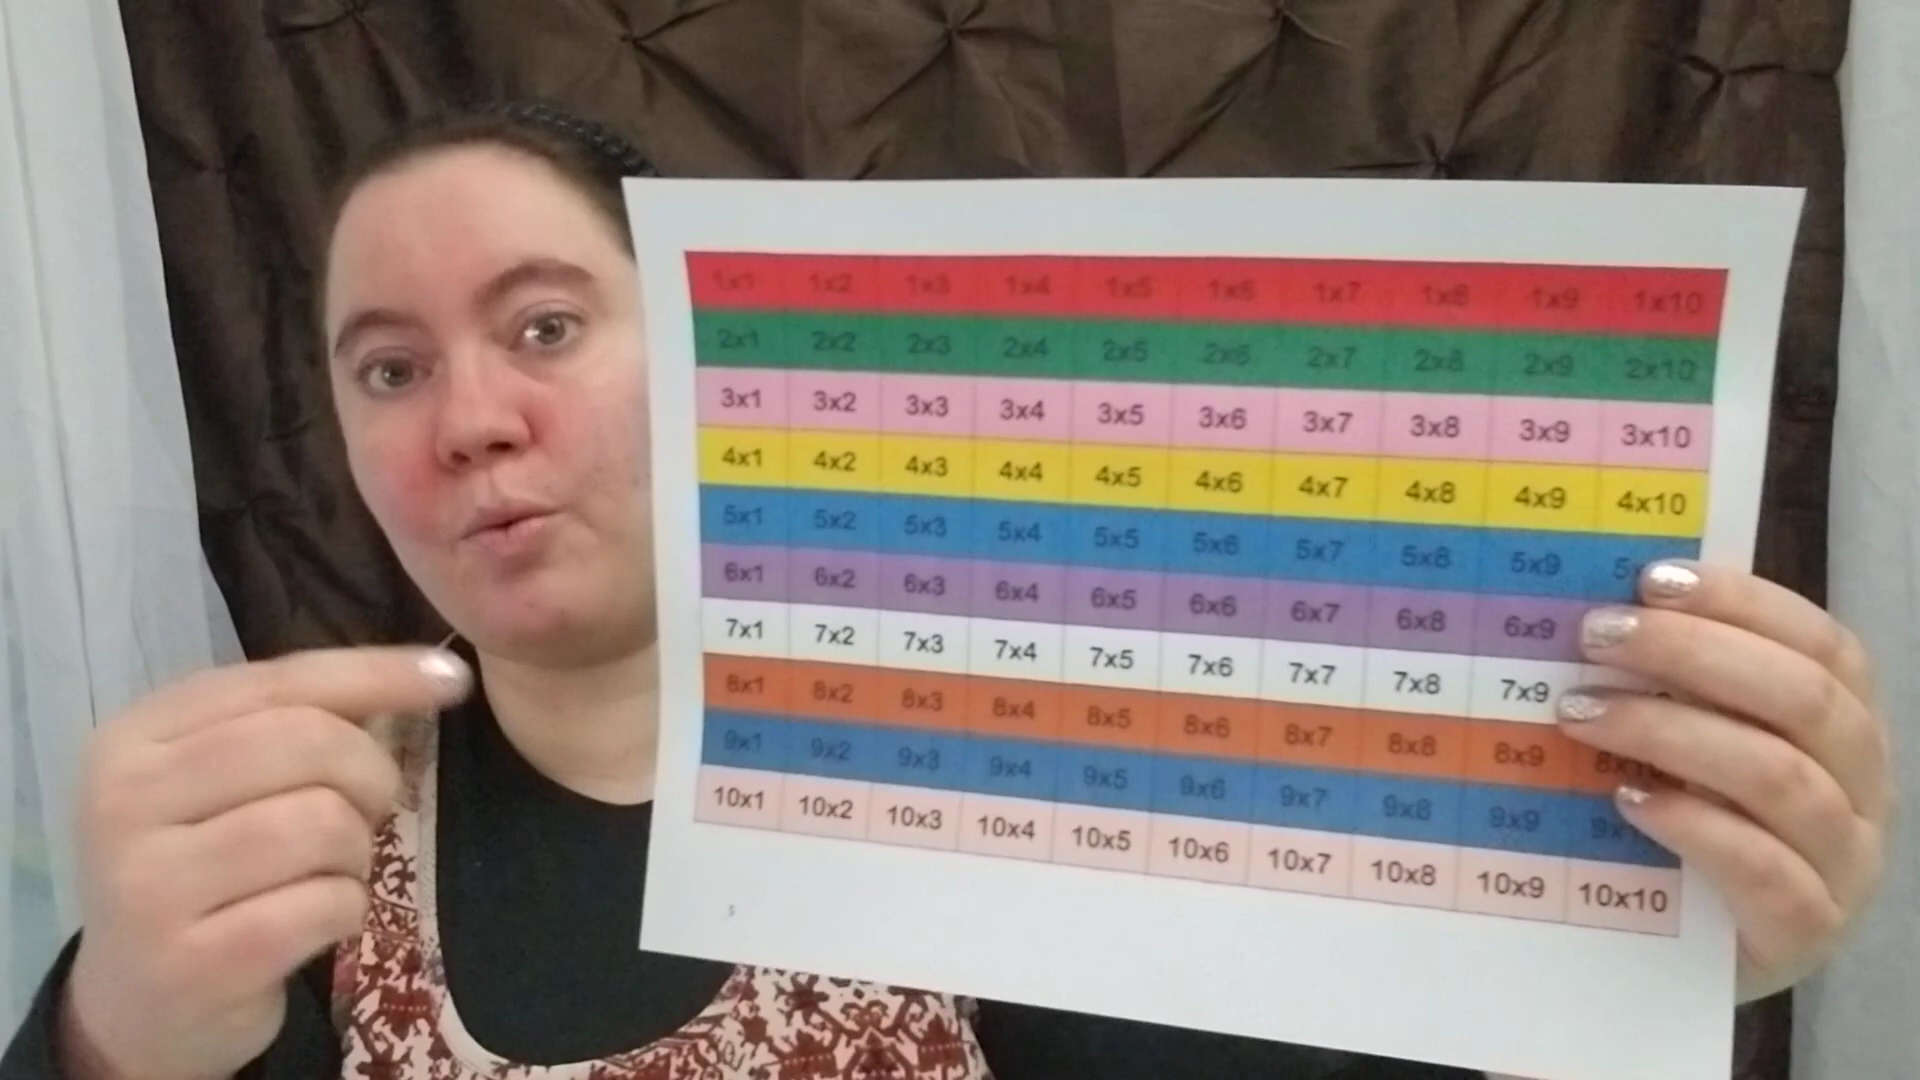 1x1 1x2 1x3 1x4 1x5 1x6 1x7 1x8 1x9 1x10
2x1 2x2 2x3 2x4 2x5 2x6 2x7 2x8 2x9 2x10
3x1 3x2 3x3 3x4 3x5 3x6 3x7 3x8 3x9 3x10
4x1 4x2 4x3 4x4 4x5 4x6 4x7 4x8 4x9 4x10
5x1 5x2 5x3 5x4 5x5 5x6 5x7 5x8 5x9
6x1 6x2 6x3 6x4 6x5 6x6 6x7 6x8 6x9
7x1 7x2 7x3 7x4 7x5 7x6 7x7 7x8 7x9
8x1 8x2 8x3 8x4 8x5 8x6 8x7 8x8 8x9 8x10
9x1 9x2 9x3 9x4 9x5 9x6 9x7 9x8 9x9
10x1 10x2 10x3 10x4 10x5 10x6 10x7 10x8 10x9 10x10